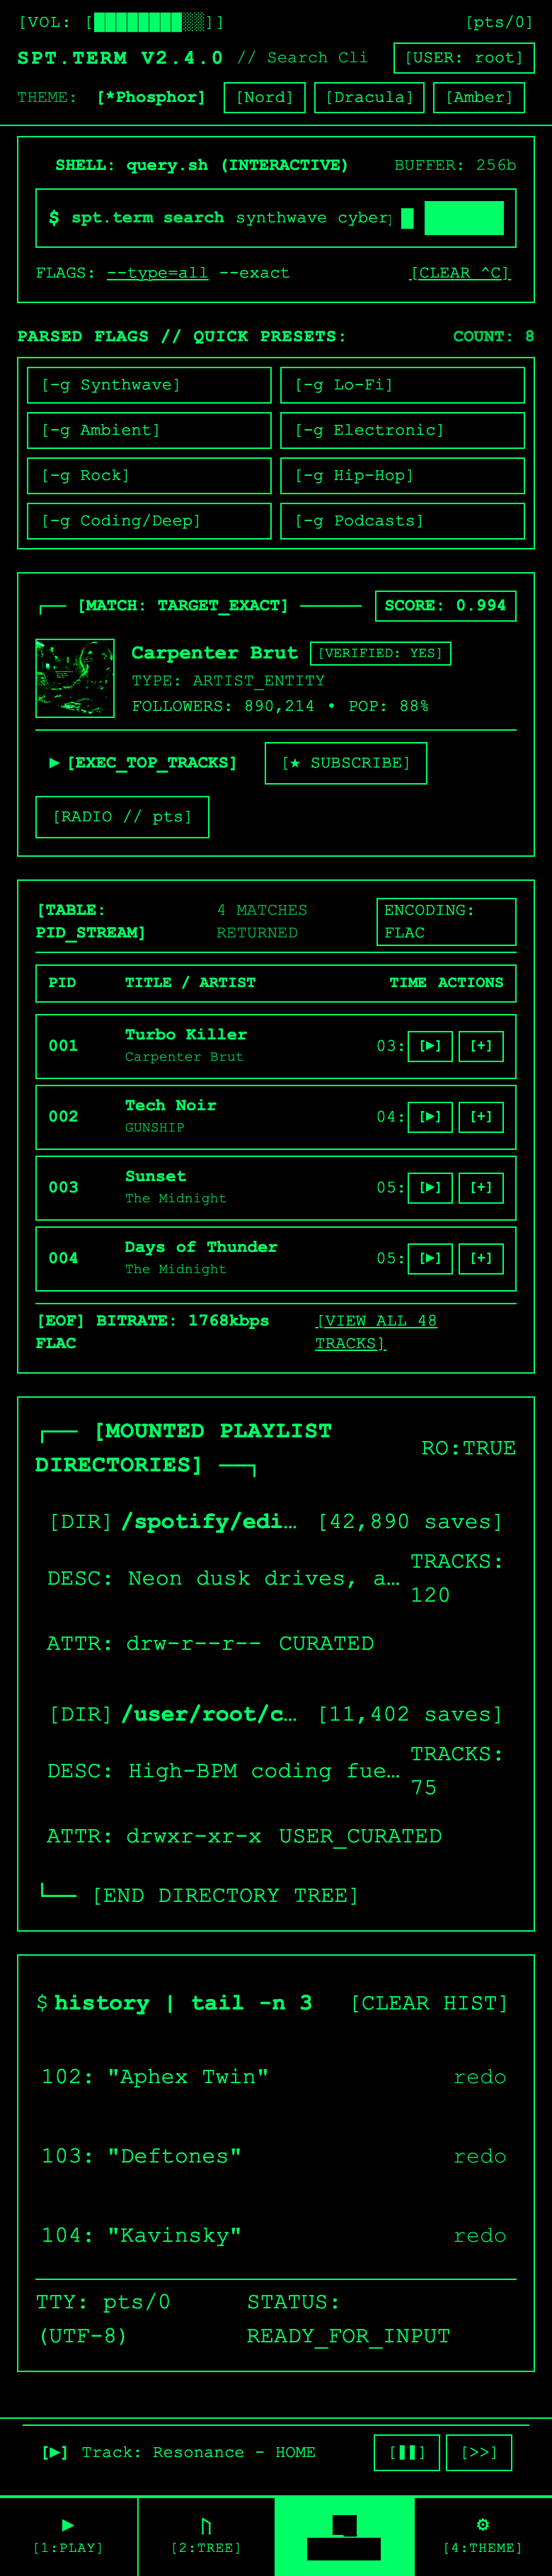 [VOL: [████████░░]]
[pts/0]
SPT.TERM V2.4.0 // Search Cli
[USER: root]
THEME: [*Phosphor] [Nord] [Dracula] [Amber]
SHELL: query.sh (INTERACTIVE)
BUFFER: 256b
$ spt.term search synthwave cyber
FLAGS: --type=all --exact
[CLEAR ^C]
PARSED FLAGS // QUICK PRESETS:
COUNT: 8
[-g Synthwave]
[-g Lo-Fi]
[-g Ambient]
[-g Electronic]
[-g Rock]
[-g Hip-Hop]
[-g Coding/Deep]
[-g Podcasts]
┌── [MATCH: TARGET_EXACT] ──────
SCORE: 0.994
Carpenter Brut [VERIFIED: YES]
TYPE: ARTIST_ENTITY
FOLLOWERS: 890,214 • POP: 88%
▶ [EXEC_TOP_TRACKS]
[★ SUBSCRIBE]
[RADIO // pts]
[TABLE:
PID_STREAM]
4 MATCHES
RETURNED
ENCODING:
FLAC
PID TITLE / ARTIST TIME ACTIONS
001 Turbo Killer 03: [▶] [+]
Carpenter Brut
002 Tech Noir 04: [▶] [+]
GUNSHIP
003 Sunset 05: [▶] [+]
The Midnight
004 Days of Thunder 05: [▶] [+]
The Midnight
[EOF] BITRATE: 1768kbps
FLAC
[VIEW ALL 48
TRACKS]
┌── [MOUNTED PLAYLIST
DIRECTORIES] ──┐
RO:TRUE
[DIR] /spotify/edi… [42,890 saves]
DESC: Neon dusk drives, a…
TRACKS:
120
ATTR: drw-r--r-- CURATED
[DIR] /user/root/c… [11,402 saves]
DESC: High-BPM coding fue…
TRACKS:
75
ATTR: drwxr-xr-x USER_CURATED
└── [END DIRECTORY TREE]
$ history | tail -n 3
[CLEAR HIST]
102: "Aphex Twin" redo
103: "Deftones" redo
104: "Kavinsky" redo
TTY: pts/0
(UTF-8)
STATUS:
READY_FOR_INPUT
[▶] Track: Resonance - HOME
[▌▌] [>>]
▶
[1:PLAY]
[2:TREE]
⚙
[4:THEME]